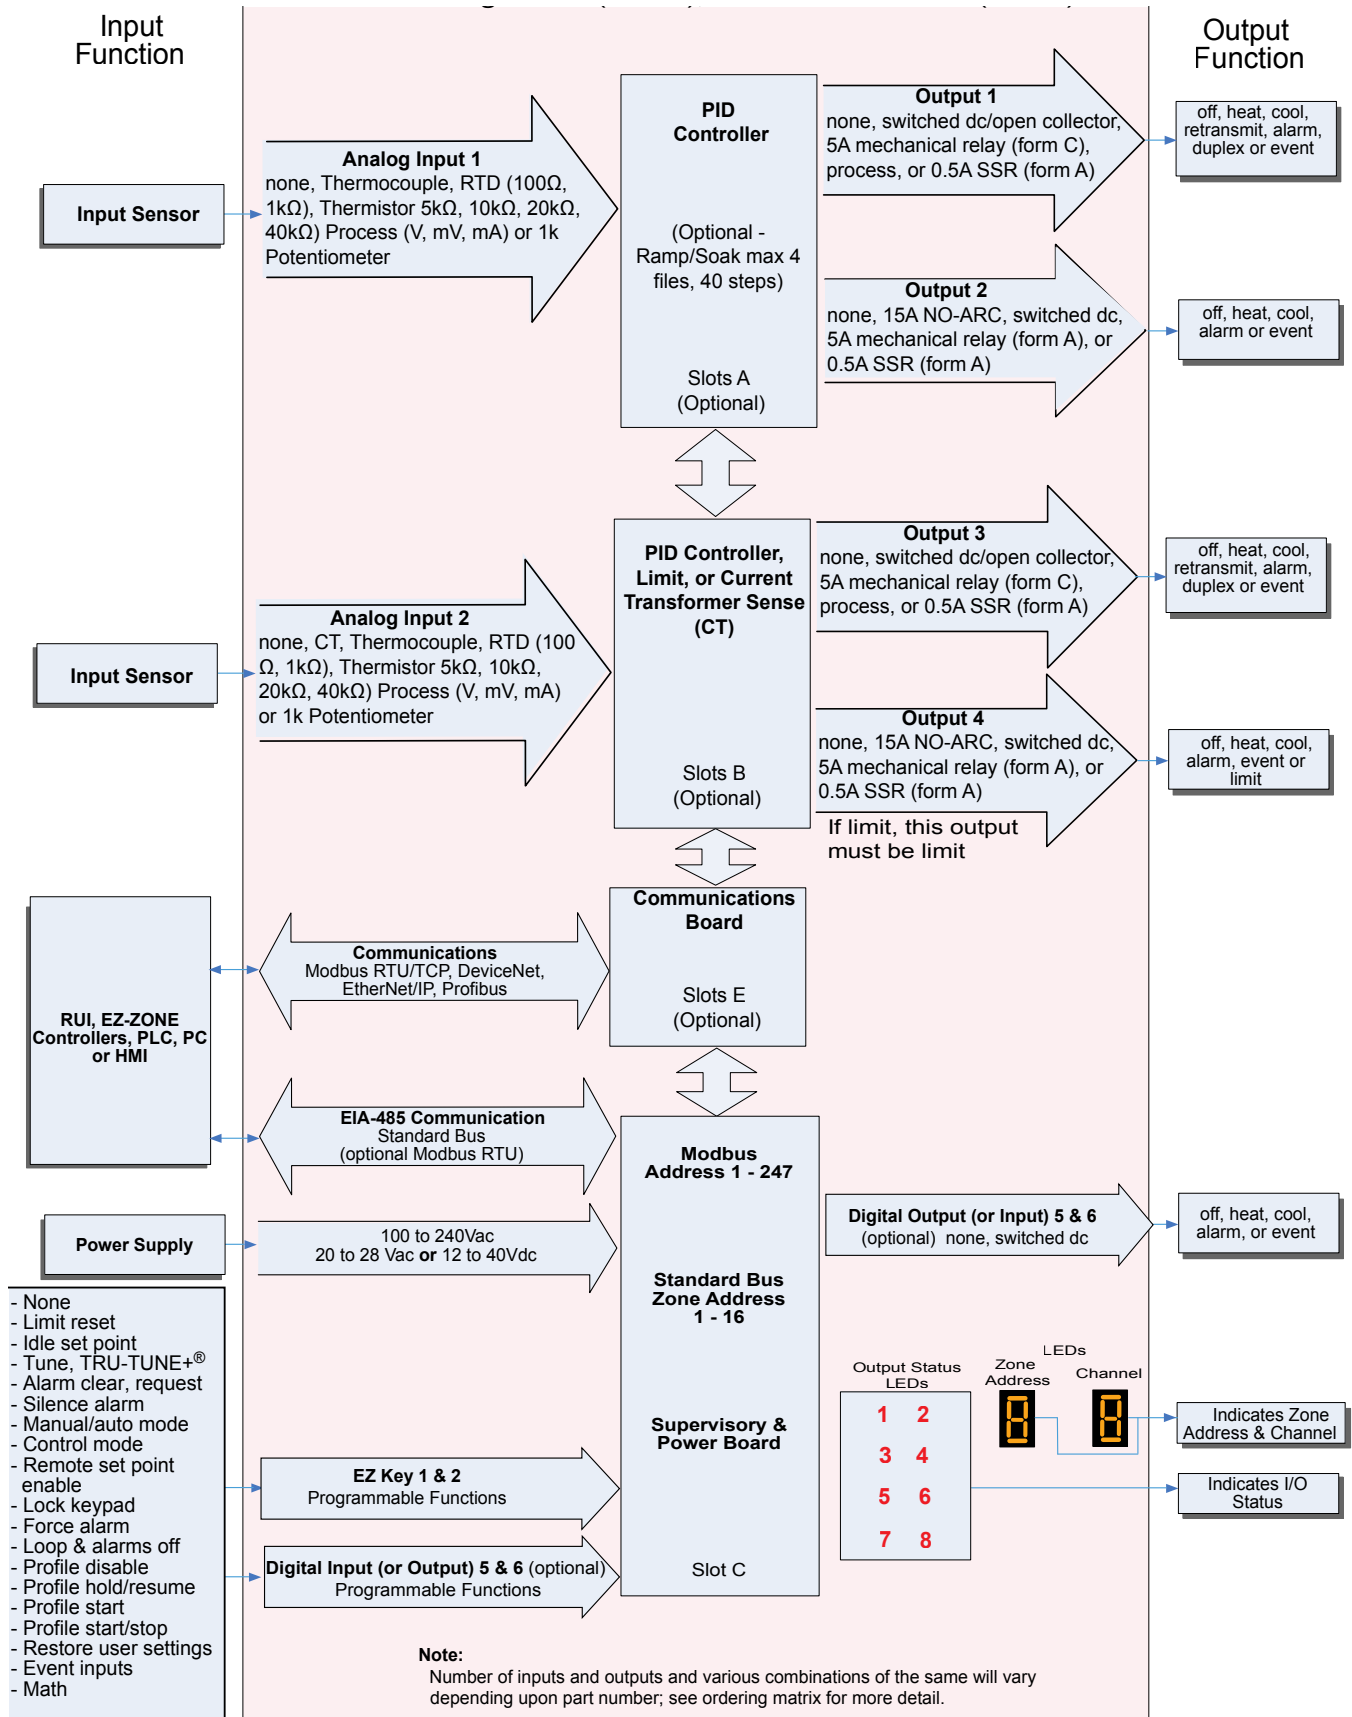 Input
Function
Output
Function
PID
Controller
(Optional -
Ramp/Soak max 4
files, 40 steps)
Slots A
(Optional)
Input Sensor
Analog Input 1
none, Thermocouple, RTD (100Ω,
1kΩ), Thermistor 5kΩ, 10kΩ, 20kΩ,
40kΩ) Process (V, mV, mA) or 1k
Potentiometer
Output 1
none, switched dc/open collector,
5A mechanical relay (form C),
process, or 0.5A SSR (form A)
off, heat, cool,
retransmit, alarm,
duplex or event
Output 2
none, 15A NO-ARC, switched dc,
5A mechanical relay (form A), or
0.5A SSR (form A)
off, heat, cool,
alarm or event
PID Controller,
Limit, or Current
Transformer Sense
(CT)
Slots B
(Optional)
Input Sensor
Analog Input 2
none, CT, Thermocouple, RTD (100
Ω, 1kΩ), Thermistor 5kΩ, 10kΩ,
20kΩ, 40kΩ) Process (V, mV, mA)
or 1k Potentiometer
Output 3
none, switched dc/open collector,
5A mechanical relay (form C),
process, or 0.5A SSR (form A)
off, heat, cool,
retransmit, alarm,
duplex or event
Output 4
none, 15A NO-ARC, switched dc,
5A mechanical relay (form A), or
0.5A SSR (form A)
If limit, this output
must be limit
off, heat, cool,
alarm, event or
limit
Communications
Board
Slots E
(Optional)
RUI, EZ-ZONE
Controllers, PLC, PC
or HMI
Communications
Modbus RTU/TCP, DeviceNet,
EtherNet/IP, Profibus
EIA-485 Communication
Standard Bus
(optional Modbus RTU)
Modbus
Address 1 - 247
Standard Bus
Zone Address
1 - 16
Supervisory &
Power Board
Slot C
Power Supply
100 to 240Vac
20 to 28 Vac or 12 to 40Vdc
Digital Output (or Input) 5 & 6
(optional) none, switched dc
off, heat, cool,
alarm, or event
- None
- Limit reset
- Idle set point
- Tune, TRU-TUNE+®
- Alarm clear, request
- Silence alarm
- Manual/auto mode
- Control mode
- Remote set point
enable
- Lock keypad
- Force alarm
- Loop & alarms off
- Profile disable
- Profile hold/resume
- Profile start
- Profile start/stop
- Restore user settings
- Event inputs
- Math
EZ Key 1 & 2
Programmable Functions
Digital Input (or Output) 5 & 6 (optional)
Programmable Functions
Output Status
LEDs
1 2
3 4
5 6
7 8
LEDs
Zone
Address
Channel
8 8
Indicates Zone
Address & Channel
Indicates I/O
Status
Note:
Number of inputs and outputs and various combinations of the same will vary
depending upon part number; see ordering matrix for more detail.